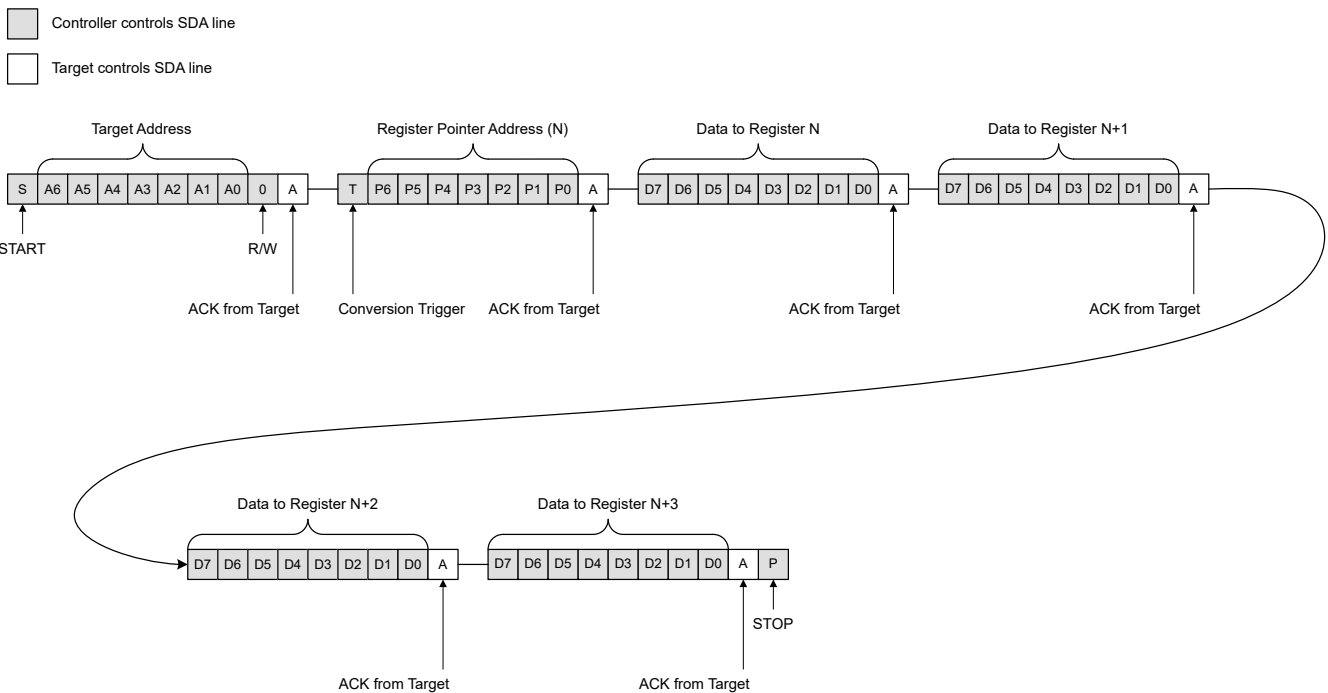 Controller controls SDA line
Target controls SDA line
Target Address
Register Pointer Address (N)
Data to Register N
Data to Register N+1
S A6 A5 A4 A3 A2 A1 A0 0 A T P6 P5 P4 P3 P2 P1 P0 A D7 D6 D5 D4 D3 D2 D1 D0 A D7 D6 D5 D4 D3 D2 D1 D0 A
START
R/W
ACK from Target
Conversion Trigger
ACK from Target
ACK from Target
ACK from Target
Data to Register N+2
Data to Register N+3
D7 D6 D5 D4 D3 D2 D1 D0 A D7 D6 D5 D4 D3 D2 D1 D0 A P
STOP
ACK from Target
ACK from Target